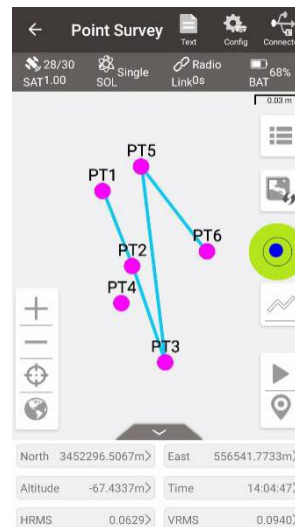 Point Survey
Text Config Connect
28/30 Single Radio 68%
SAT1.00 SOL Link0s BAT
0.03 m
PT5
PT1
PT6
PT2
PT4
PT3
North 3452296.5067m> East 556541.7733m>
Altitude -67.4337m> Time 14:04:47>
HRMS 0.0629> VRMS 0.0940>